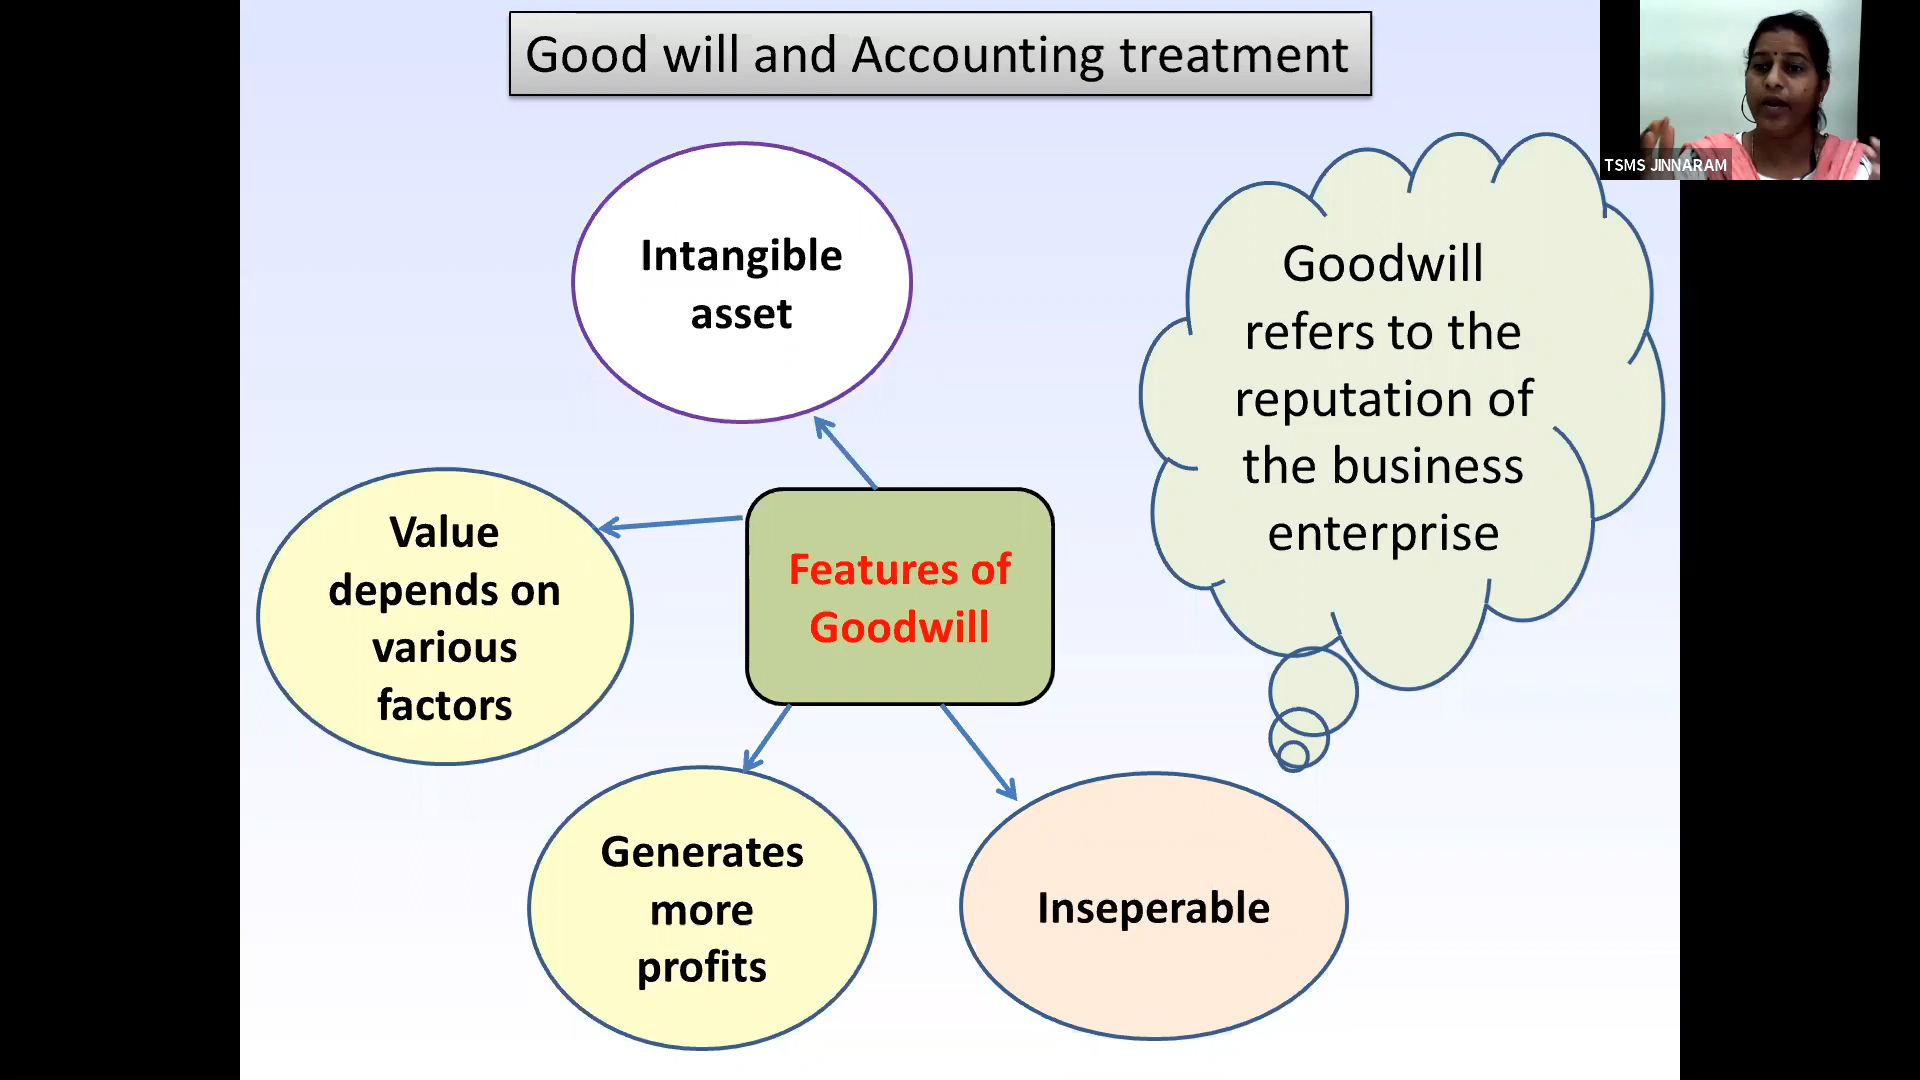 Good will and Accounting treatment
TSMS JINNARAM
Intangible
asset
Goodwill
refers to the
reputation of
the business
enterprise
Value
depends on
various
factors
Features of
Goodwill
Generates
more
profits
Inseperable